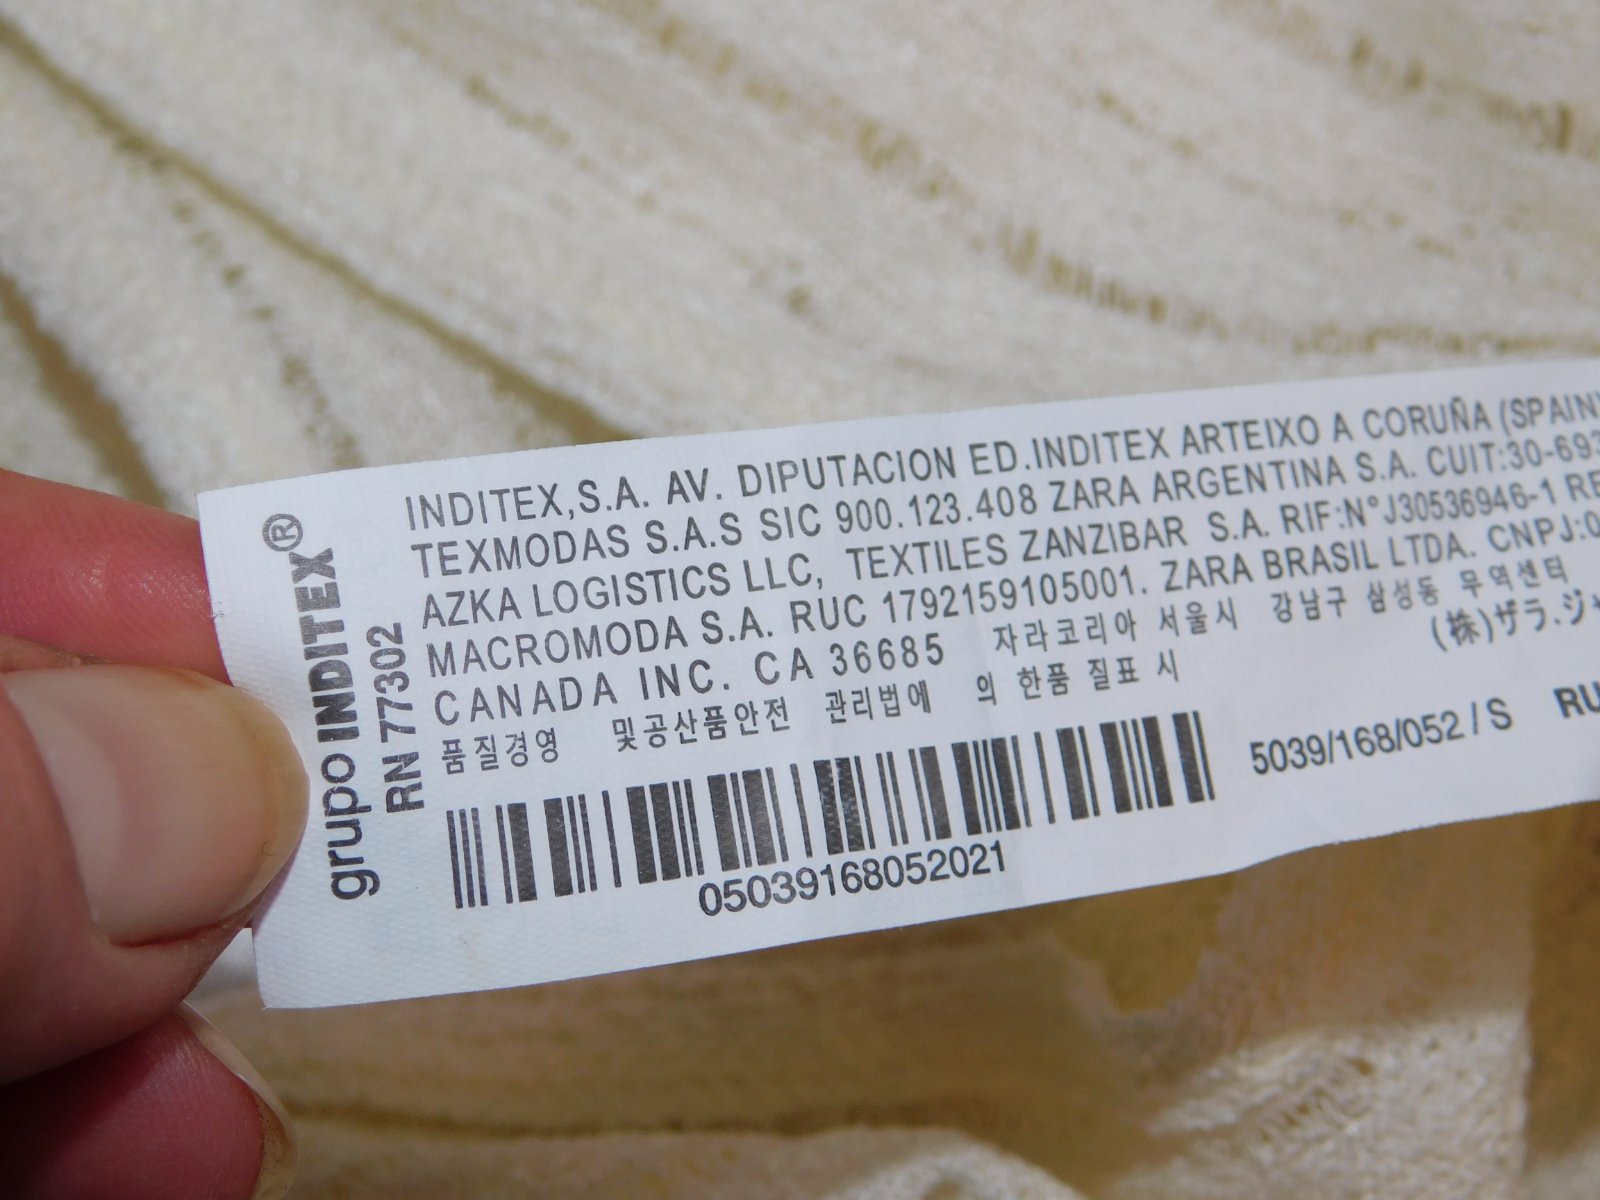 grupo INDITEX®
RN 77302
INDITEX,S.A. AV. DIPUTACION ED.INDITEX ARTEIXO A CORUÑA (SPAIN)
TEXMODAS S.A.S SIC 900.123.408 ZARA ARGENTINA S.A. CUIT:30-693
AZKA LOGISTICS LLC, TEXTILES ZANZIBAR S.A. RIF:N°J30536946-1 RE
MACROMODA S.A. RUC 1792159105001. ZARA BRASIL LTDA. CNPJ:0
CANADA INC. CA 36685 자라코리아 서울시 강남구 삼성동 무역센터
품질경영 및공산품안전 관리법에 의 한품 질표 시 (株)ザラ.ジャ
05039168052021
5039/168/052 / S RU